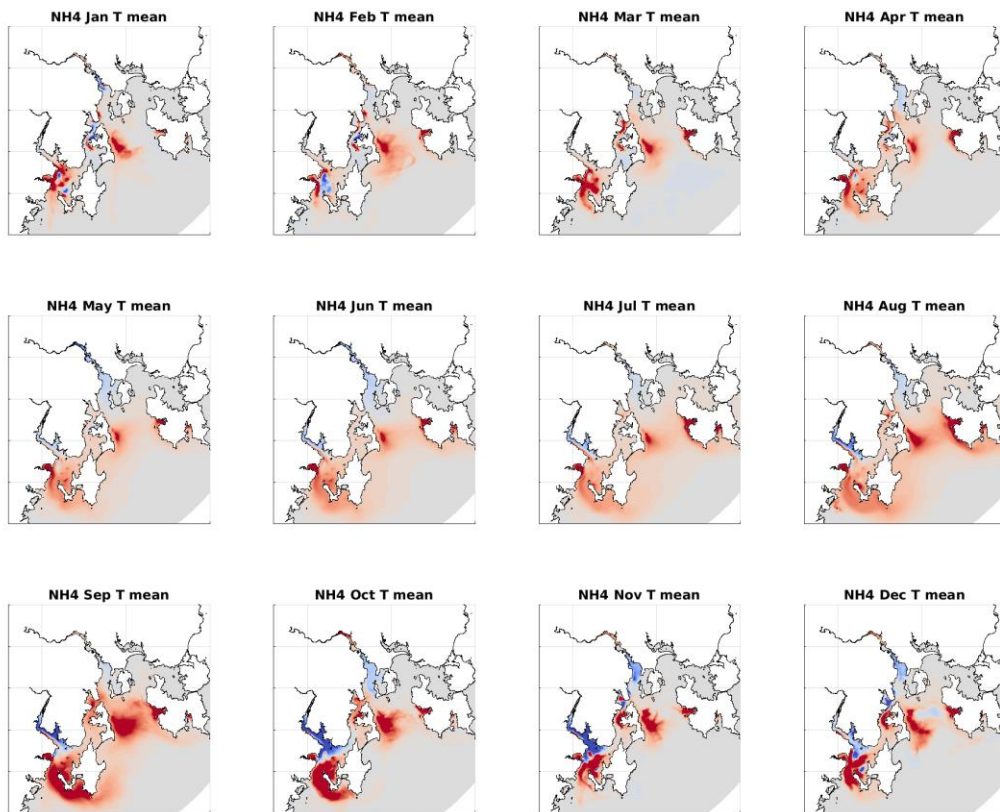 NH4 Jan T mean
NH4 Feb T mean
NH4 Mar T mean
NH4 Apr T mean
NH4 May T mean
NH4 Jun T mean
NH4 Jul T mean
NH4 Aug T mean
NH4 Sep T mean
NH4 Oct T mean
NH4 Nov T mean
NH4 Dec T mean